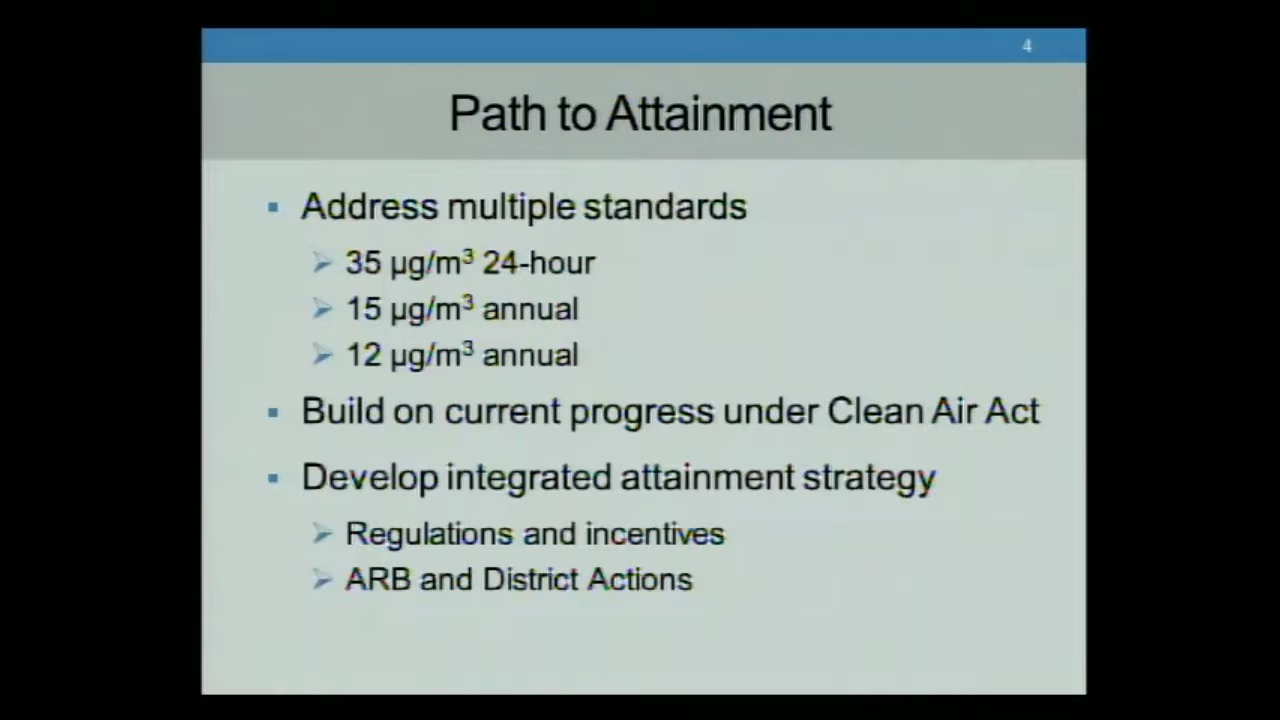 4
Path to Attainment
▪ Address multiple standards
➢ 35 µg/m³ 24-hour
➢ 15 µg/m³ annual
➢ 12 µg/m³ annual
▪ Build on current progress under Clean Air Act
▪ Develop integrated attainment strategy
➢ Regulations and incentives
➢ ARB and District Actions